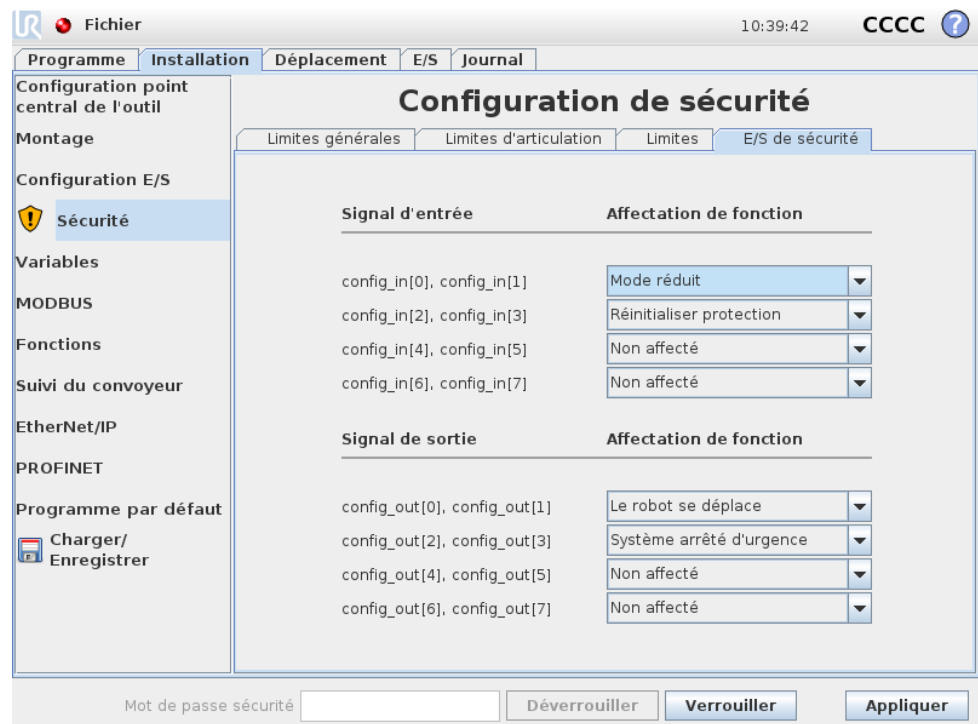 UR Fichier 10:39:42 CCCC ?
Programme Installation Déplacement E/S Journal
Configuration point
central de l'outil
Montage
Configuration E/S
Sécurité
Variables
MODBUS
Fonctions
Suivi du convoyeur
EtherNet/IP
PROFINET
Programme par défaut
Charger/
Enregistrer
Configuration de sécurité
Limites générales Limites d'articulation Limites E/S de sécurité
Signal d'entrée Affectation de fonction
config_in[0], config_in[1] Mode réduit
config_in[2], config_in[3] Réinitialiser protection
config_in[4], config_in[5] Non affecté
config_in[6], config_in[7] Non affecté
Signal de sortie Affectation de fonction
config_out[0], config_out[1] Le robot se déplace
config_out[2], config_out[3] Système arrêté d'urgence
config_out[4], config_out[5] Non affecté
config_out[6], config_out[7] Non affecté
Mot de passe sécurité Déverrouiller Verrouiller Appliquer